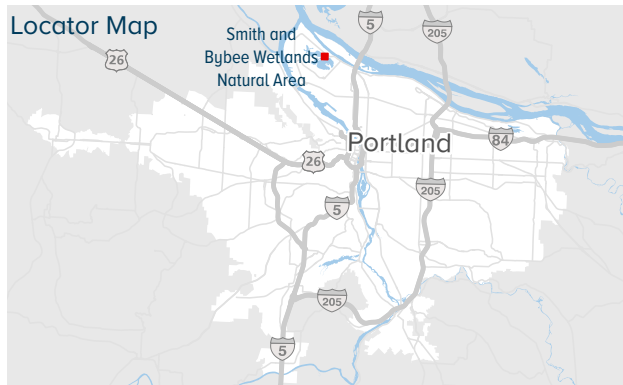 Locator Map
5
205
Smith and
Bybee Wetlands
Natural Area
26
Portland
84
26
205
5
205
5